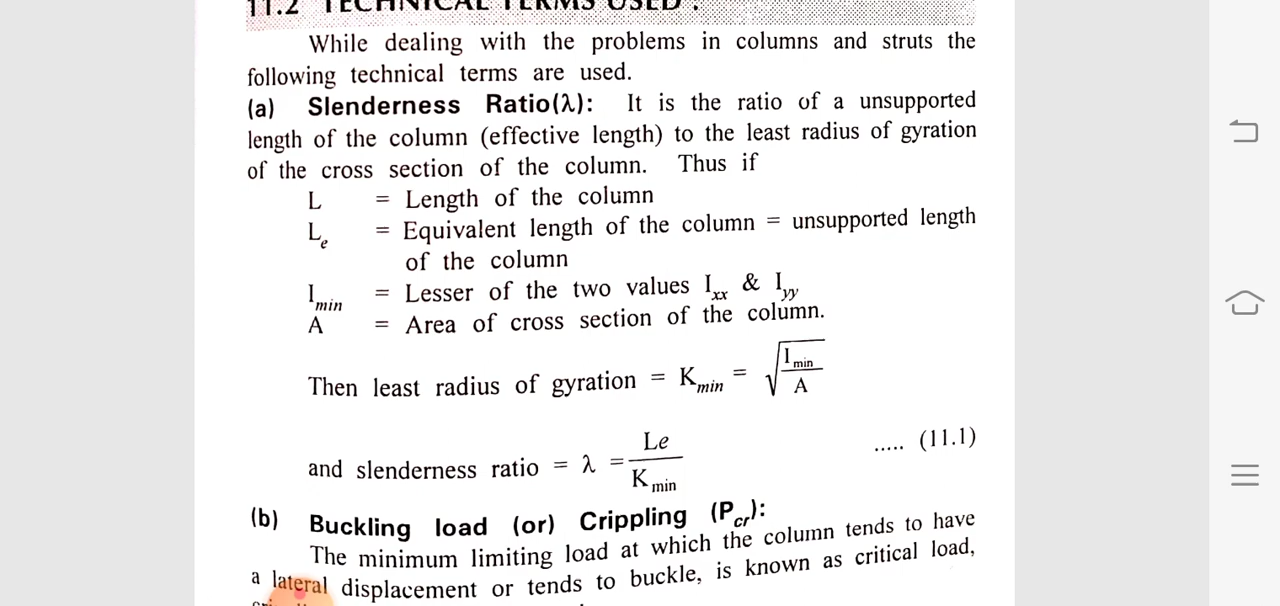 11.2 TECHNICAL TERMS USED :
While dealing with the problems in columns and struts the
following technical terms are used.
(a) Slenderness Ratio(λ): It is the ratio of a unsupported
length of the column (effective length) to the least radius of gyration
of the cross section of the column. Thus if
L = Length of the column
Le = Equivalent length of the column = unsupported length
of the column
Imin = Lesser of the two values Ixx & Iyy
A = Area of cross section of the column.
Then least radius of gyration = Kmin = √(Imin / A)
and slenderness ratio = λ = Le / Kmin ..... (11.1)
(b) Buckling load (or) Crippling (Pcr):
The minimum limiting load at which the column tends to have
a lateral displacement or tends to buckle, is known as critical load,